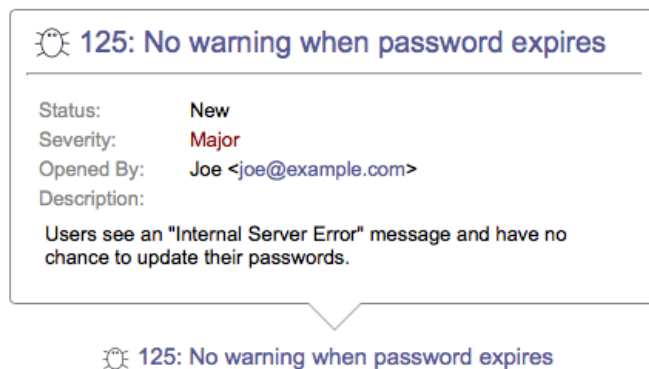 125: No warning when password expires
Status: New
Severity: Major
Opened By: Joe <joe@example.com>
Description:
Users see an "Internal Server Error" message and have no
chance to update their passwords.
125: No warning when password expires